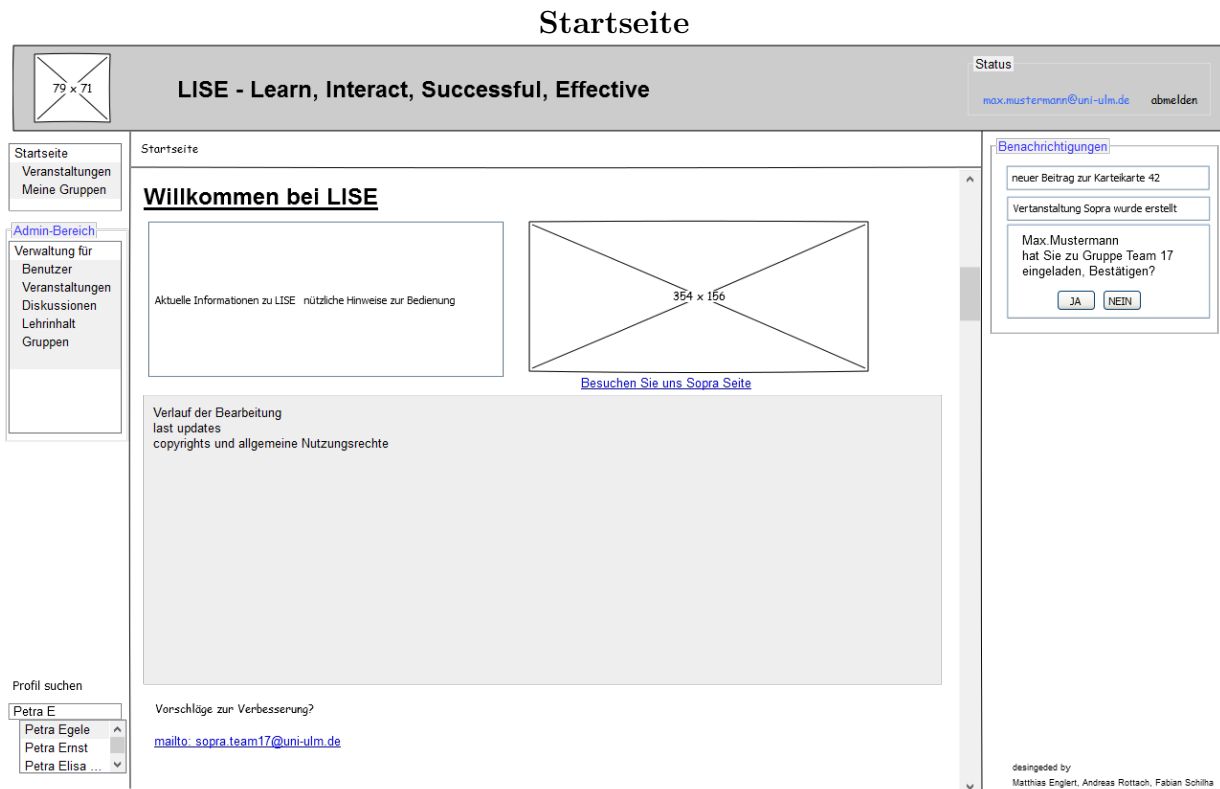 Startseite
79 x 71
LISE - Learn, Interact, Successful, Effective
Status
max.mustermann@uni-ulm.de abmelden
Startseite
Veranstaltungen
Meine Gruppen
Admin-Bereich
Verwaltung für
Benutzer
Veranstaltungen
Diskussionen
Lehrinhalt
Gruppen
Profil suchen
Petra E
Petra Egele
Petra Ernst
Petra Elisa ...
Startseite
Willkommen bei LISE
Aktuelle Informationen zu LISE nützliche Hinweise zur Bedienung
354 x 156
Besuchen Sie uns Sopra Seite
Verlauf der Bearbeitung
last updates
copyrights und allgemeine Nutzungsrechte
Vorschläge zur Verbesserung?
mailto: sopra.team17@uni-ulm.de
Benachrichtigungen
neuer Beitrag zur Karteikarte 42
Vertanstaltung Sopra wurde erstellt
Max.Mustermann
hat Sie zu Gruppe Team 17
eingeladen, Bestätigen?
JA NEIN
desingeded by
Matthias Englert, Andreas Rottach, Fabian Schilha